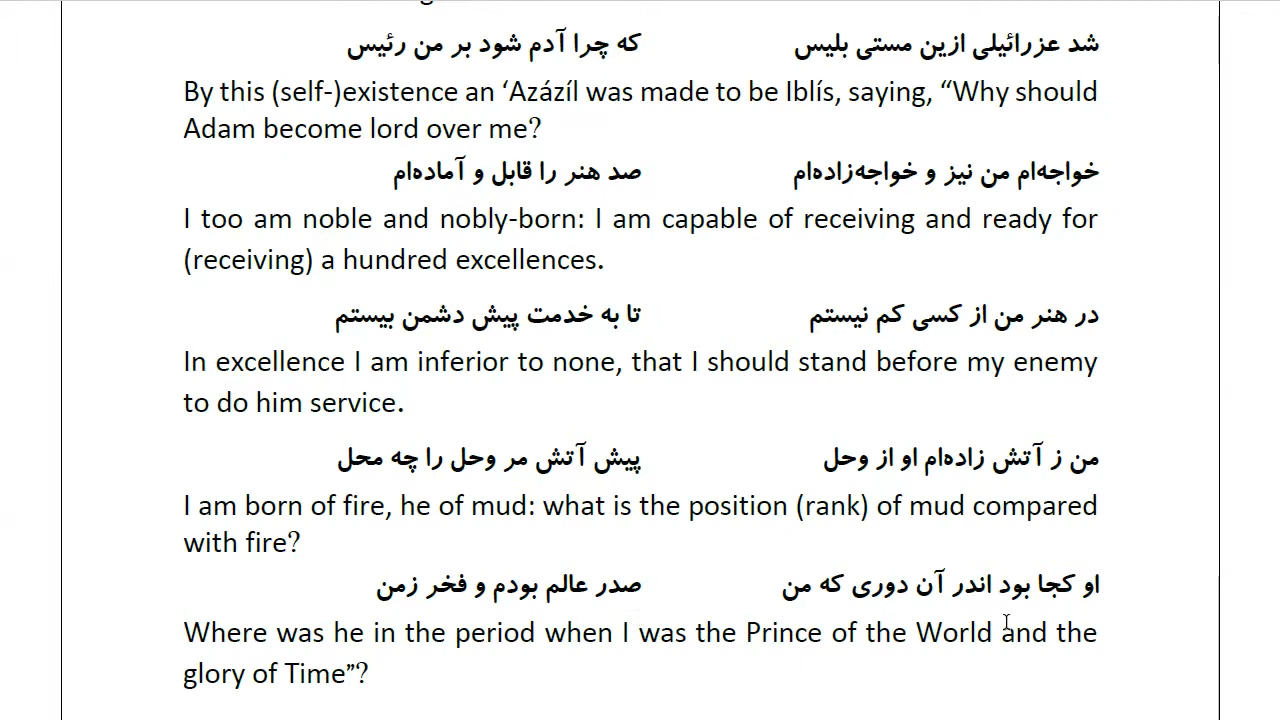 شد عزرائیلی ازین مستی بلیس که چرا آدم شود بر من رئیس
By this (self-)existence an ‘Azázíl was made to be Iblís, saying, “Why should
Adam become lord over me?
خواجه‌ام من نیز و خواجه‌زاده‌ام صد هنر را قابل و آماده‌ام
I too am noble and nobly-born: I am capable of receiving and ready for
(receiving) a hundred excellences.
در هنر من از کسی کم نیستم تا به خدمت پیش دشمن بیستم
In excellence I am inferior to none, that I should stand before my enemy
to do him service.
من ز آتش زاده‌ام او از وحل پیش آتش مر وحل را چه محل
I am born of fire, he of mud: what is the position (rank) of mud compared
with fire?
او کجا بود اندر آن دوری که من صدر عالم بودم و فخر زمن
Where was he in the period when I was the Prince of the World and the
glory of Time”?